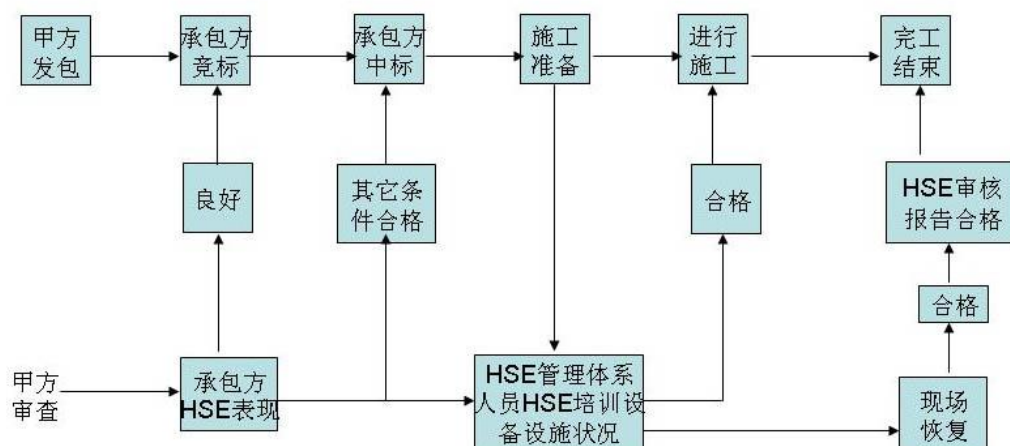 甲方
发包
承包方
竞标
承包方
中标
施工
准备
进行
施工
完工
结束
良好
其它条
件合格
合格
HSE审核
报告合格
合格
甲方
审查
承包方
HSE表现
HSE管理体系
人员HSE培训设
备设施状况
现场
恢复